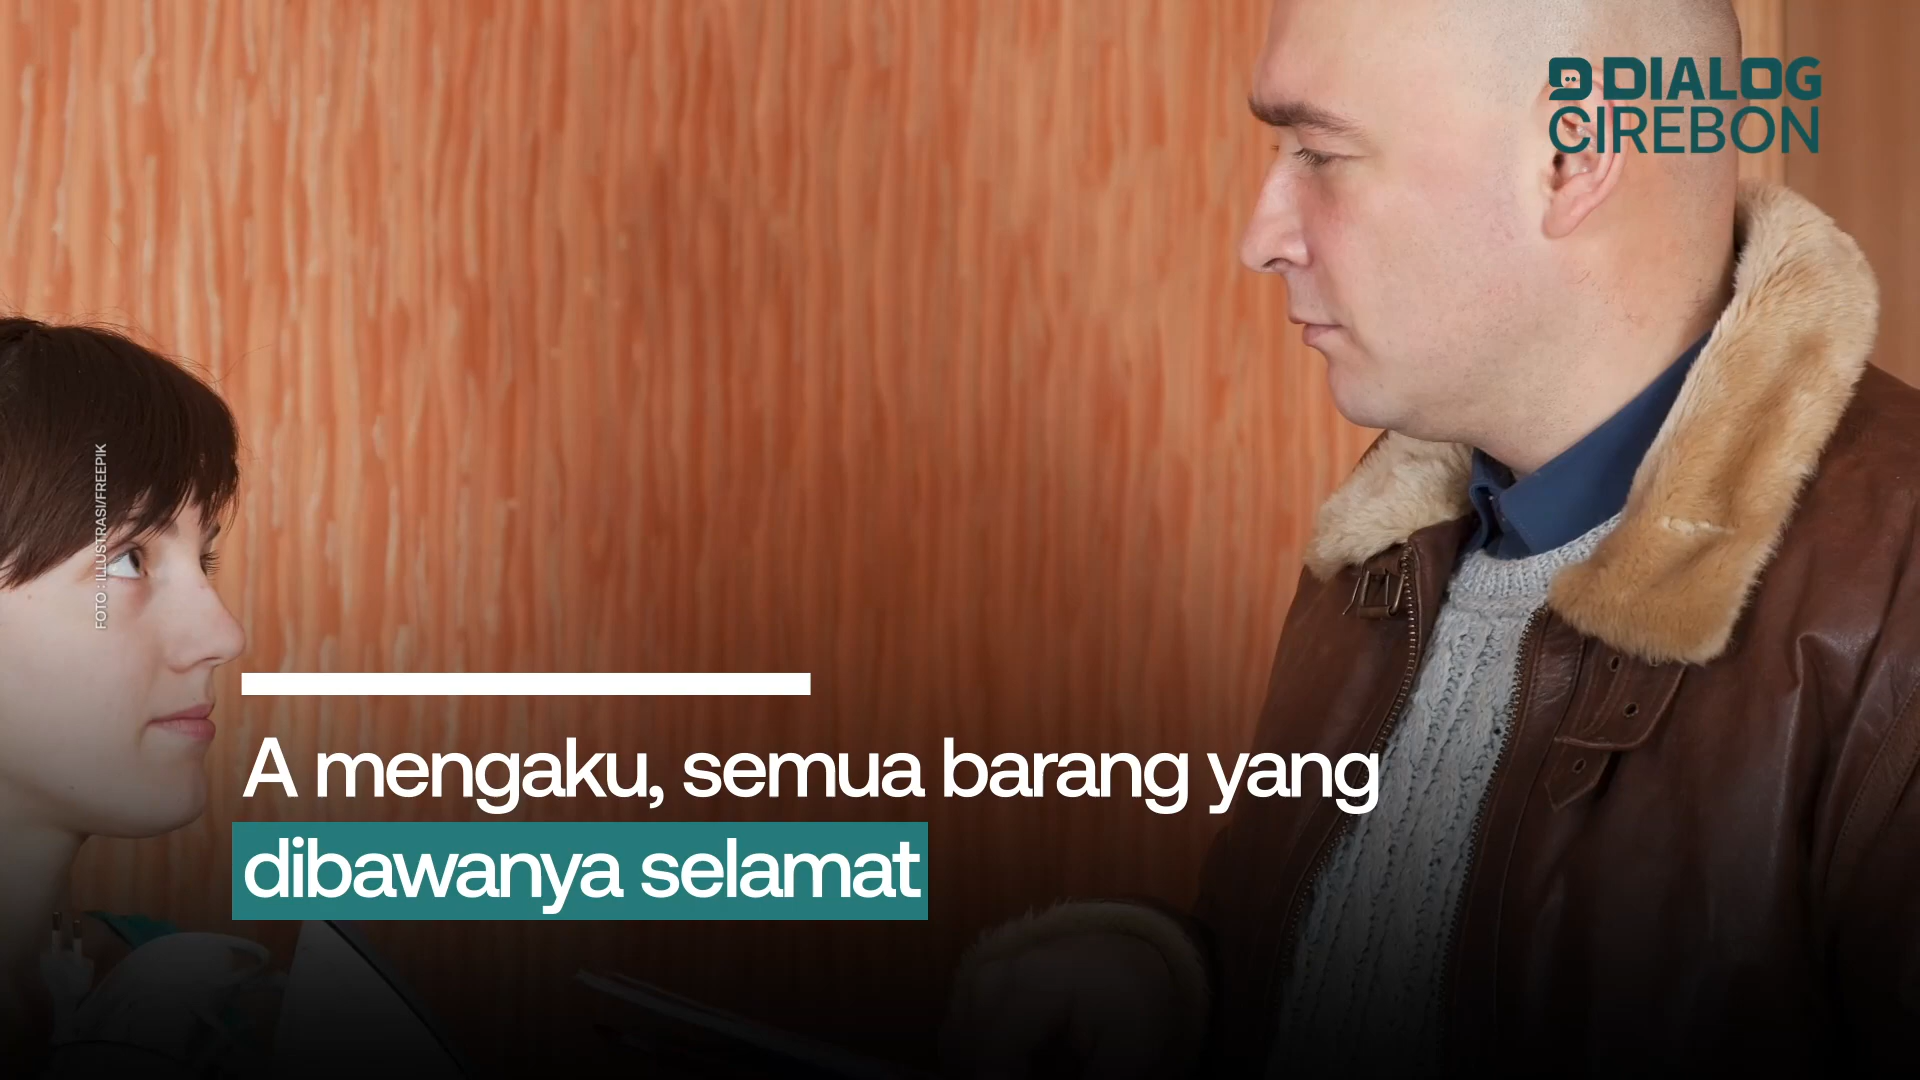 DIALOG
CIREBON
FOTO : ILLUSTRASI/FREEPIK
A mengaku, semua barang yang
dibawanya selamat